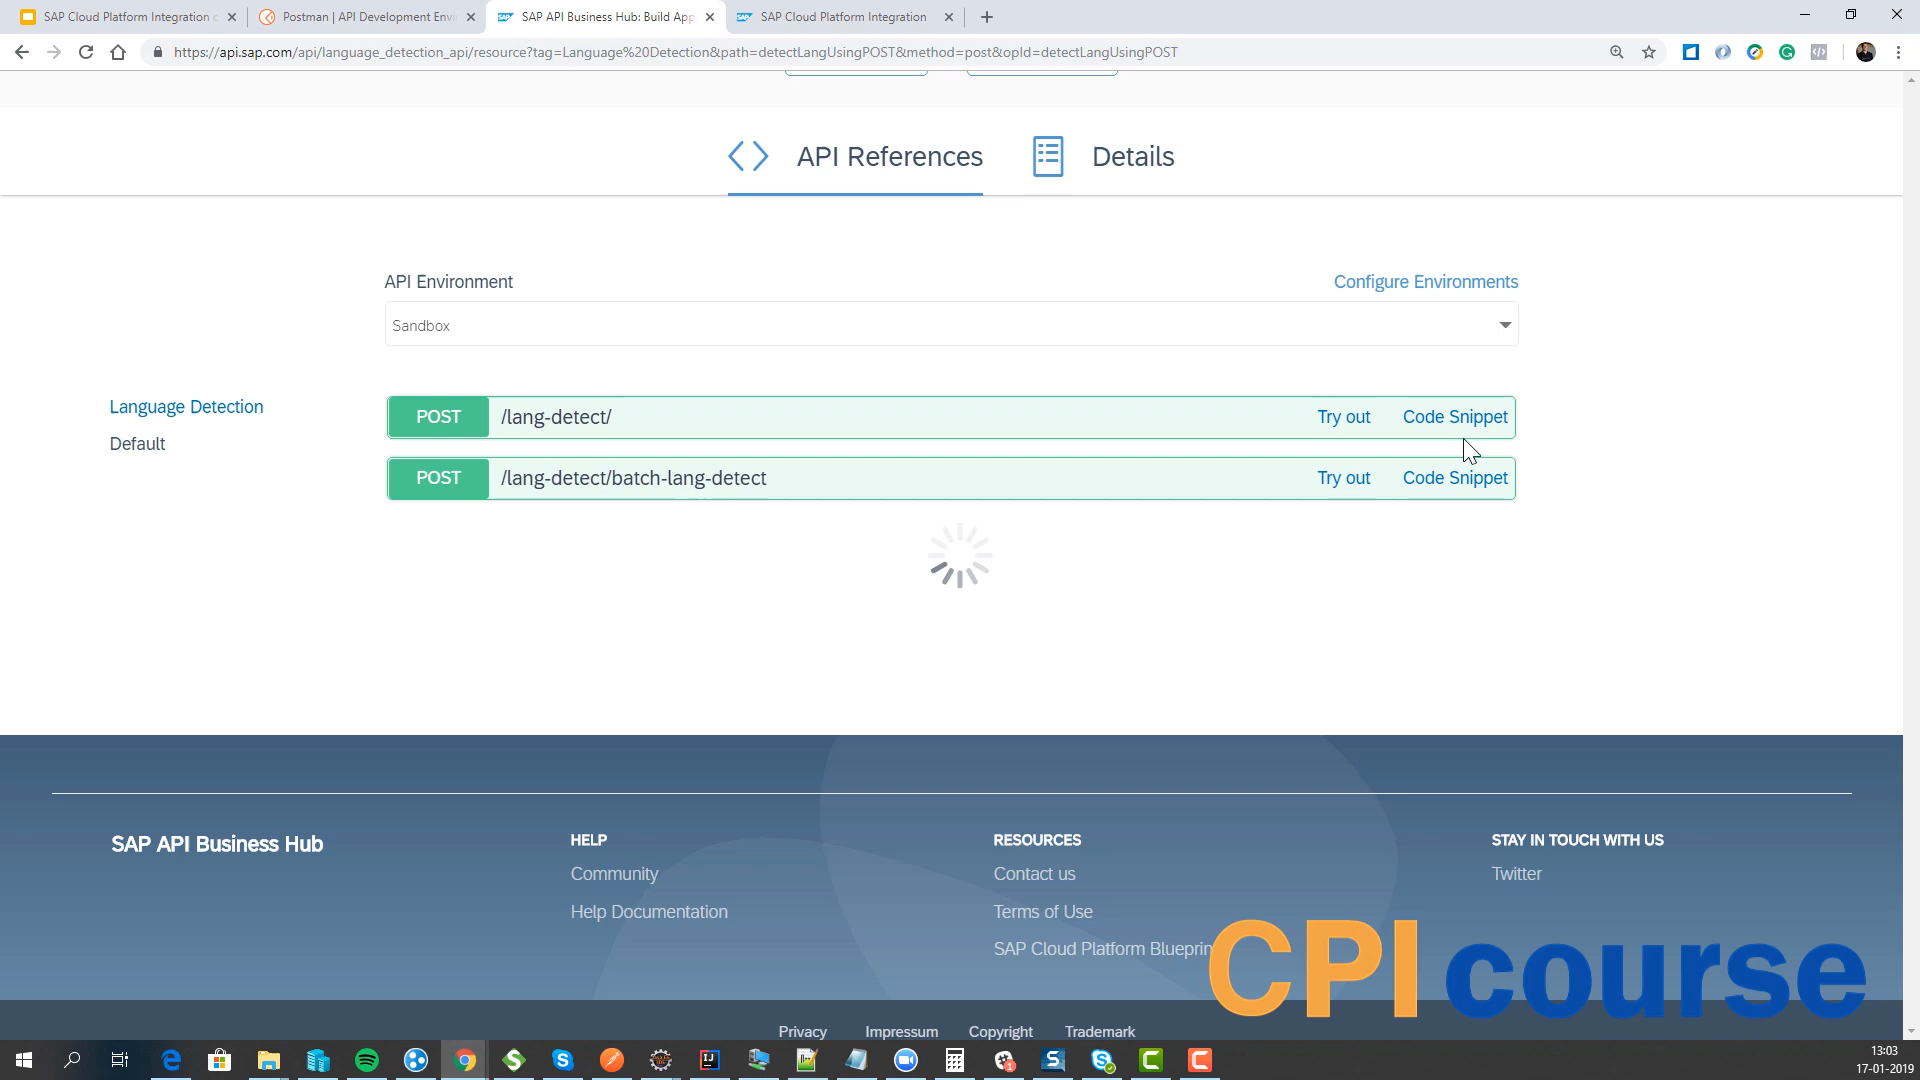 SAP Cloud Platform Integration c
Postman | API Development Envi
SAP API Business Hub: Build App
SAP Cloud Platform Integration
https://api.sap.com/api/language_detection_api/resource?tag=Language%20Detection&path=detectLangUsingPOST&method=post&opId=detectLangUsingPOST
API References
Details
API Environment
Configure Environments
Sandbox
Language Detection
Default
POST /lang-detect/ Try out Code Snippet
POST /lang-detect/batch-lang-detect Try out Code Snippet
SAP API Business Hub
HELP
Community
Help Documentation
RESOURCES
Contact us
Terms of Use
SAP Cloud Platform Blueprin
STAY IN TOUCH WITH US
Twitter
CPI course
Privacy Impressum Copyright Trademark
13:03
17-01-2019